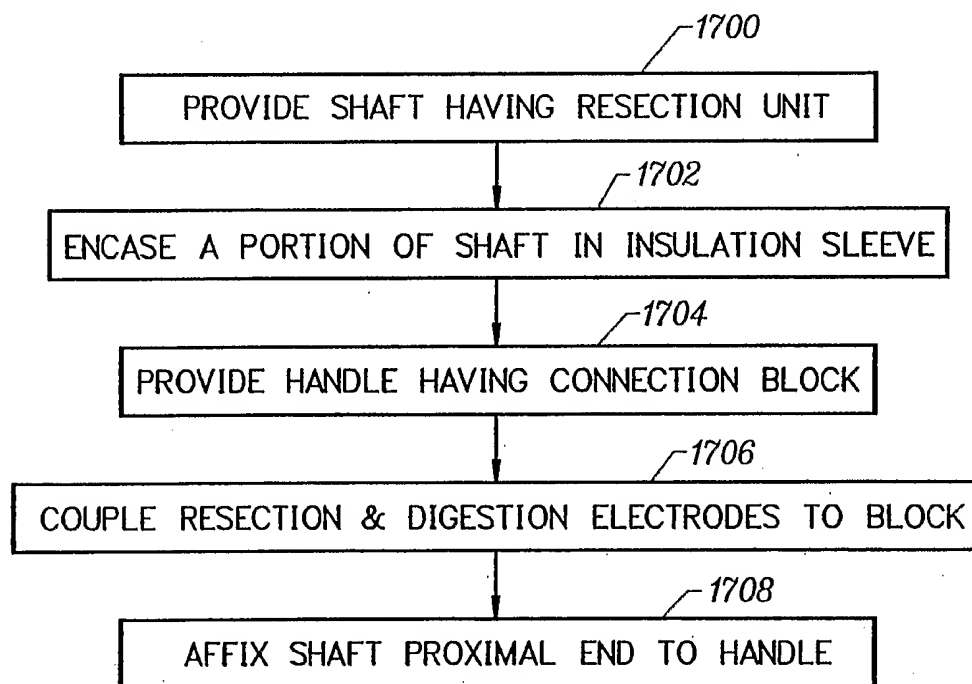 1700
PROVIDE SHAFT HAVING RESECTION UNIT
1702
ENCASE A PORTION OF SHAFT IN INSULATION SLEEVE
1704
PROVIDE HANDLE HAVING CONNECTION BLOCK
1706
COUPLE RESECTION & DIGESTION ELECTRODES TO BLOCK
1708
AFFIX SHAFT PROXIMAL END TO HANDLE